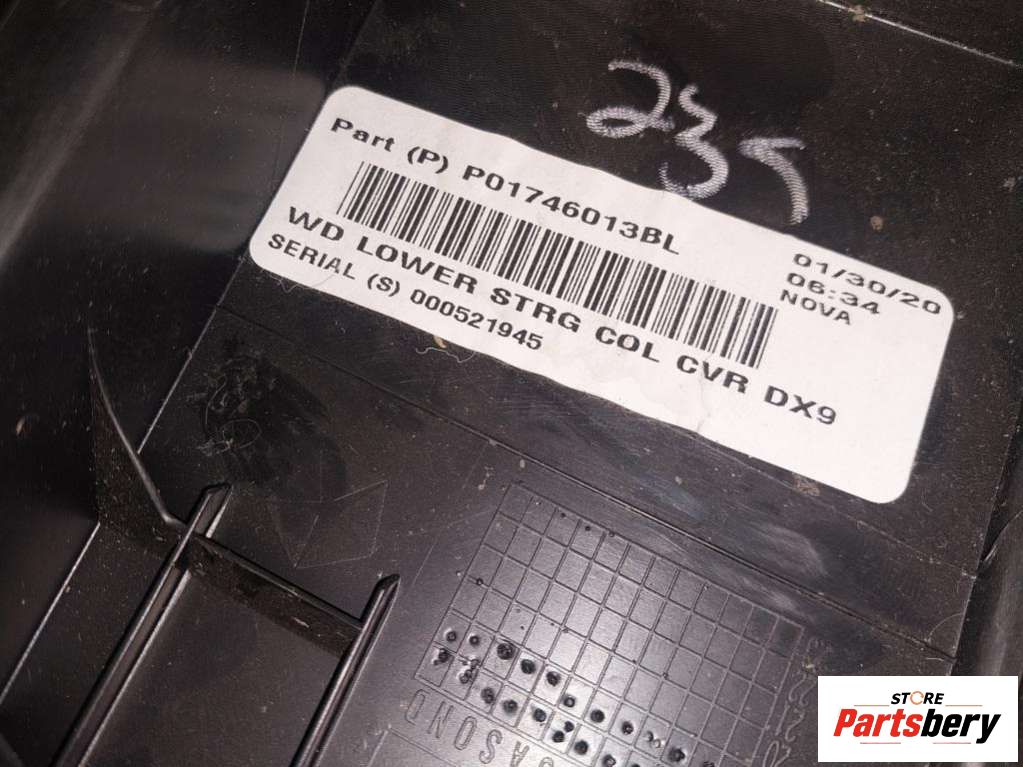 235
Part (P) P01746013BL
01/30/20
06:34
NOVA
WD LOWER STRG COL CVR DX9
SERIAL (S) 000521945
ASOND
STORE
Partsbery